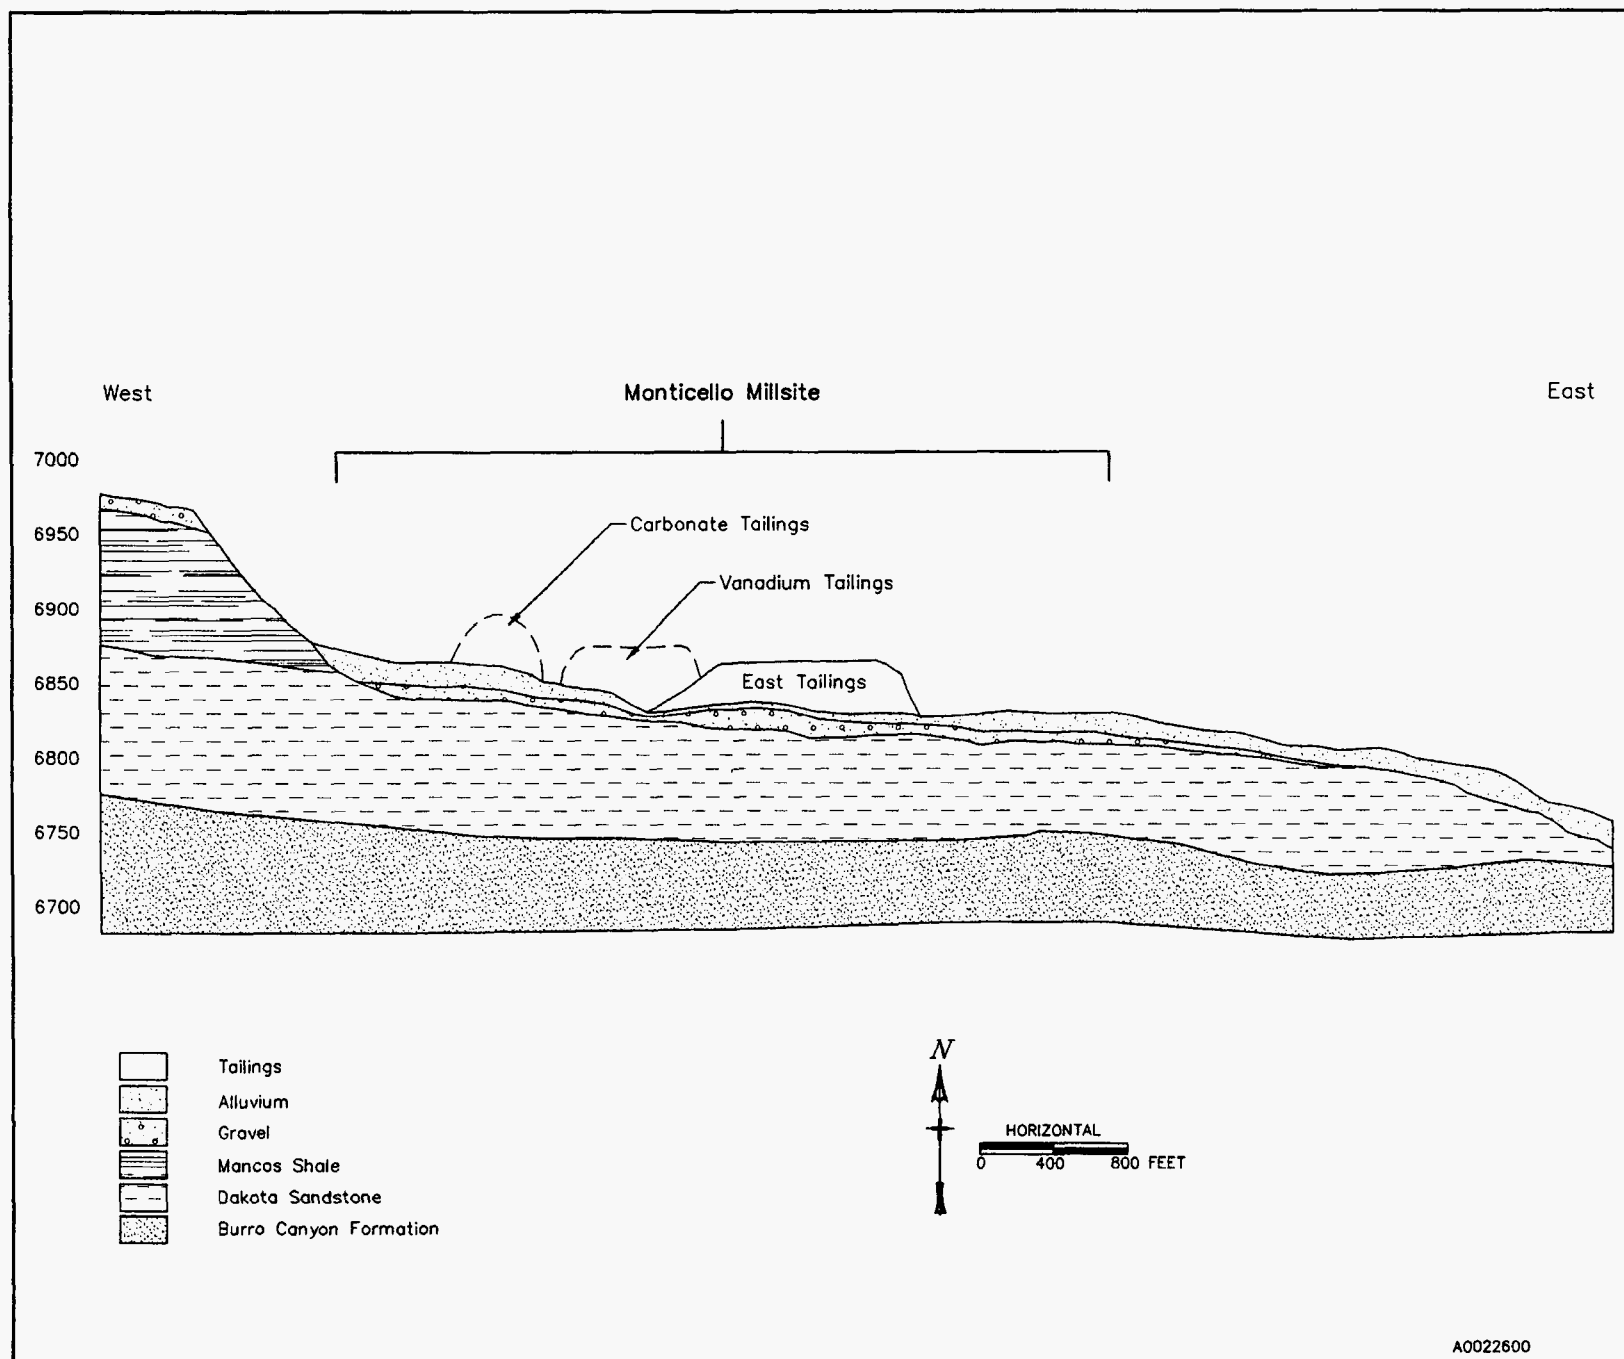 West
Monticello Millsite
East
7000
6950
6900
6850
6800
6750
6700
Carbonate Tailings
Vanadium Tailings
East Tailings
Tailings
Alluvium
Gravel
Mancos Shale
Dakota Sandstone
Burro Canyon Formation
N
HORIZONTAL
0 400 800 FEET
A0022600